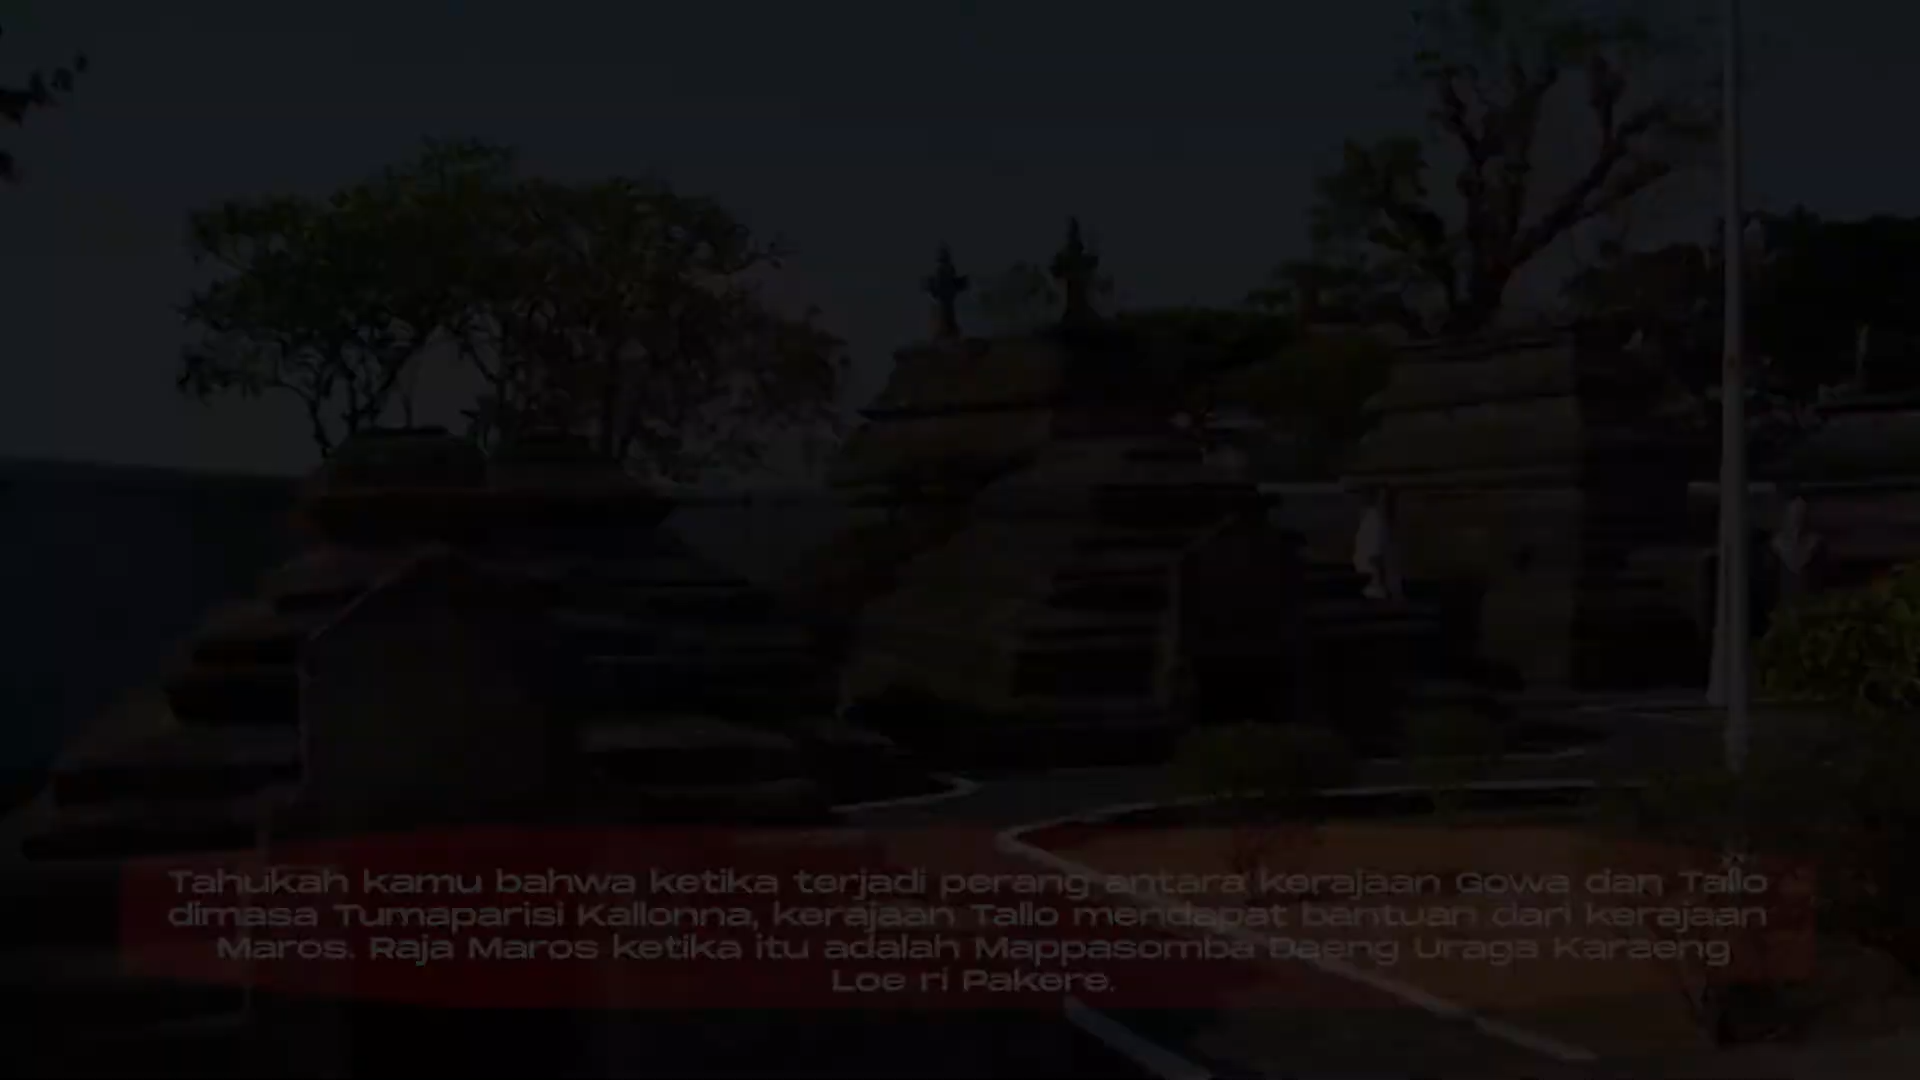 Tahukah kamu bahwa ketika terjadi perang antara kerajaan Gowa dan Tallo
dimasa Tumaparisi Kallonna, kerajaan Tallo mendapat bantuan dari kerajaan
Maros. Raja Maros ketika itu adalah Mappasomba Daeng Uraga Karaeng
Loe ri Pakere.